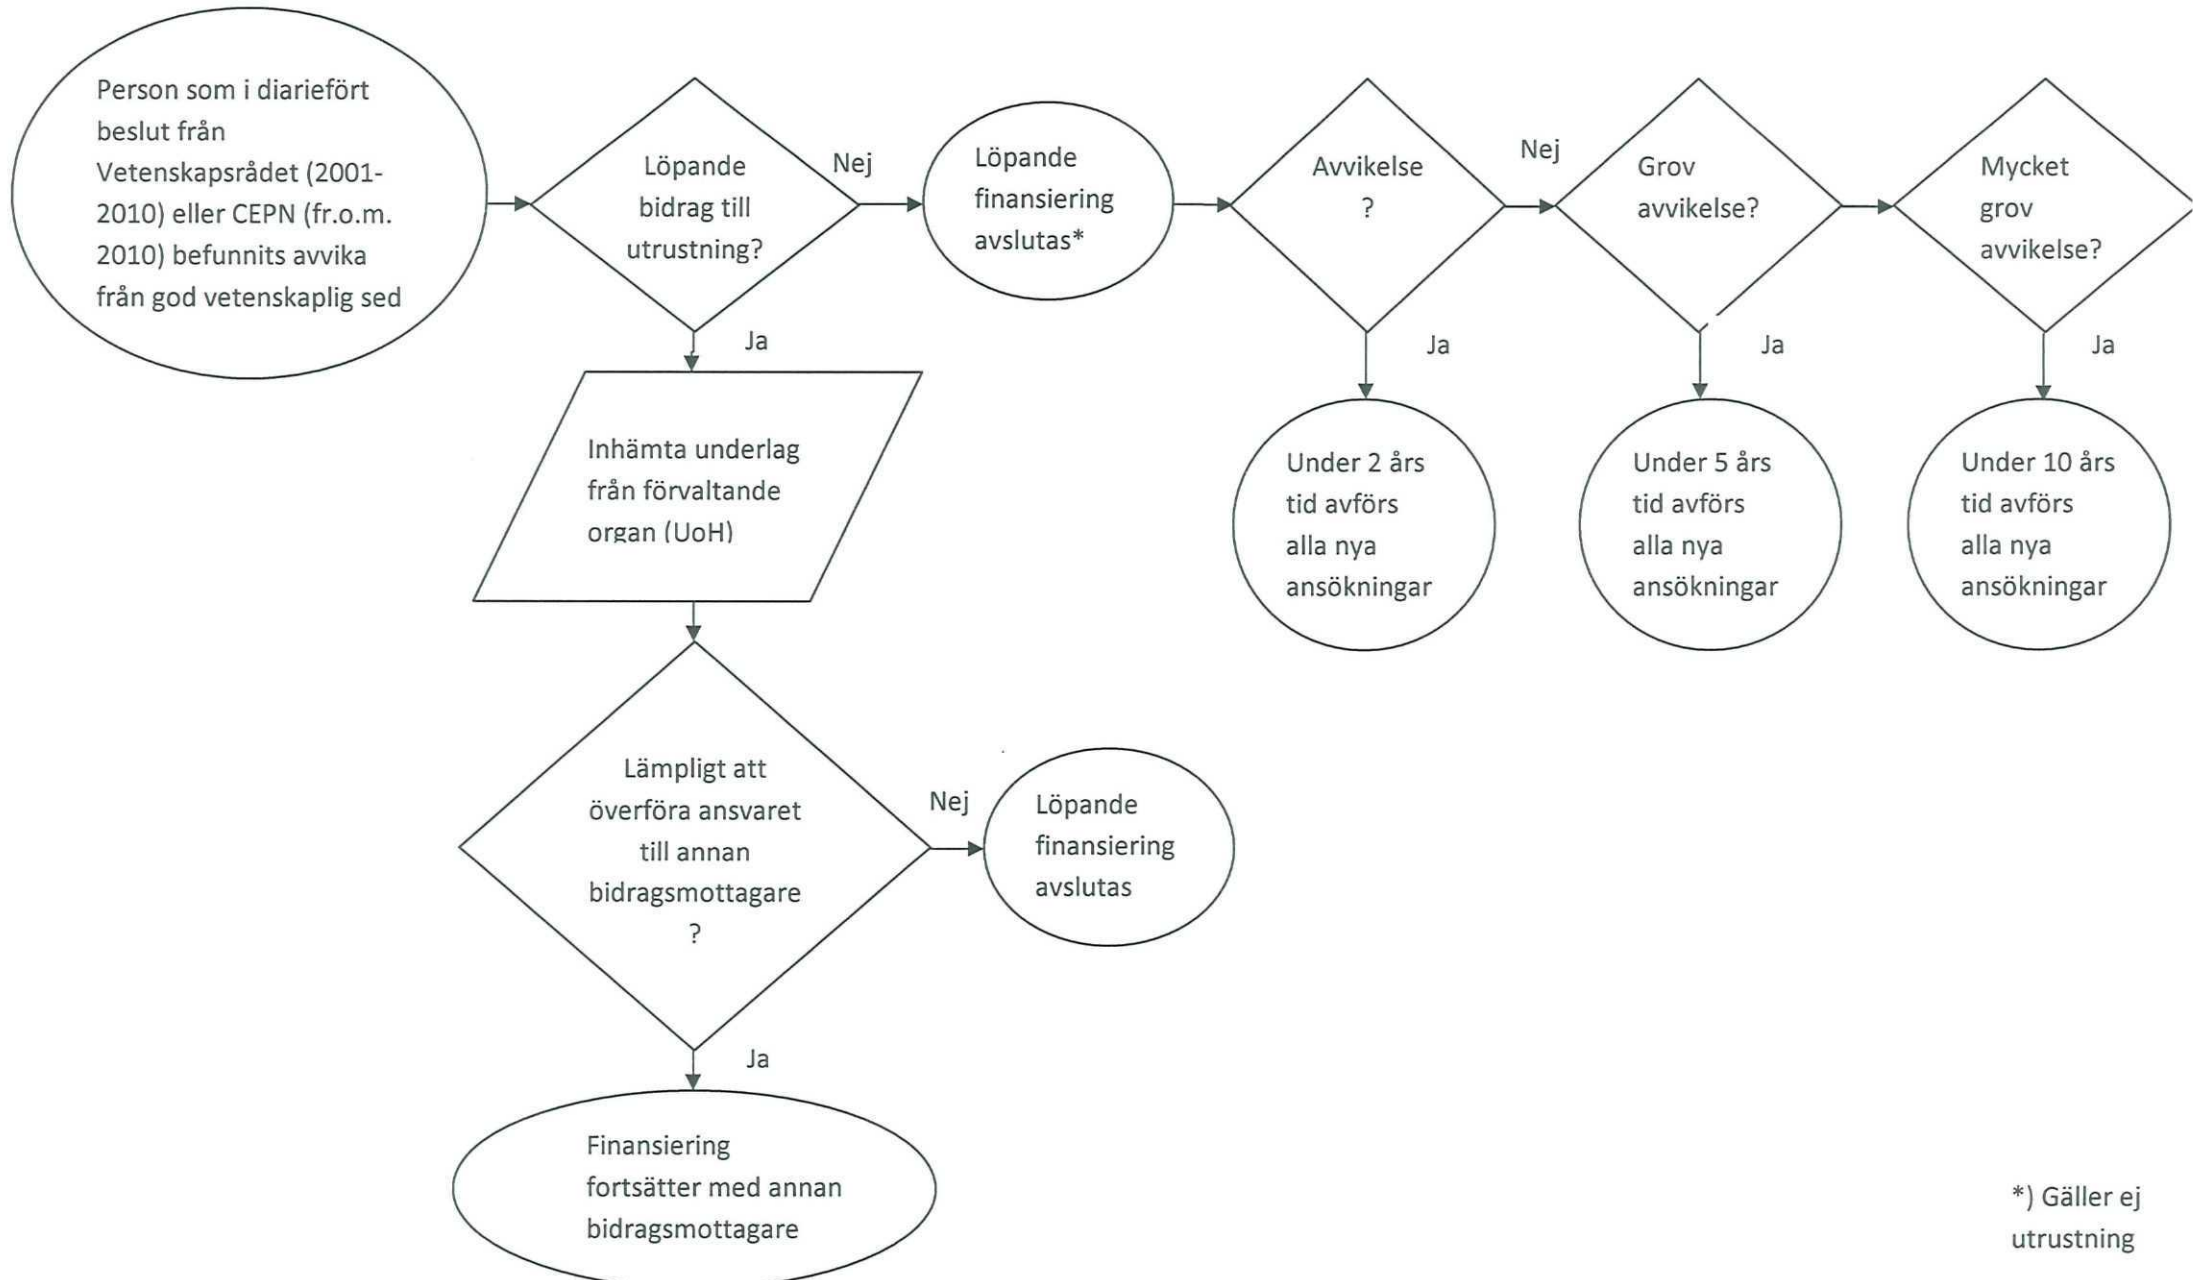 Person som i diariefört
beslut från
Vetenskapsrådet (2001-
2010) eller CEPN (fr.o.m.
2010) befunnits avvika
från god vetenskaplig sed
Löpande
bidrag till
utrustning?
Nej
Ja
Löpande
finansiering
avslutas*
Avvikelse
?
Nej
Ja
Grov
avvikelse?
Ja
Mycket
grov
avvikelse?
Ja
Under 2 års
tid avförs
alla nya
ansökningar
Under 5 års
tid avförs
alla nya
ansökningar
Under 10 års
tid avförs
alla nya
ansökningar
Inhämta underlag
från förvaltande
organ (UoH)
Lämpligt att
överföra ansvaret
till annan
bidragsmottagare
?
Nej
Löpande
finansiering
avslutas
Ja
Finansiering
fortsätter med annan
bidragsmottagare
*) Gäller ej
utrustning